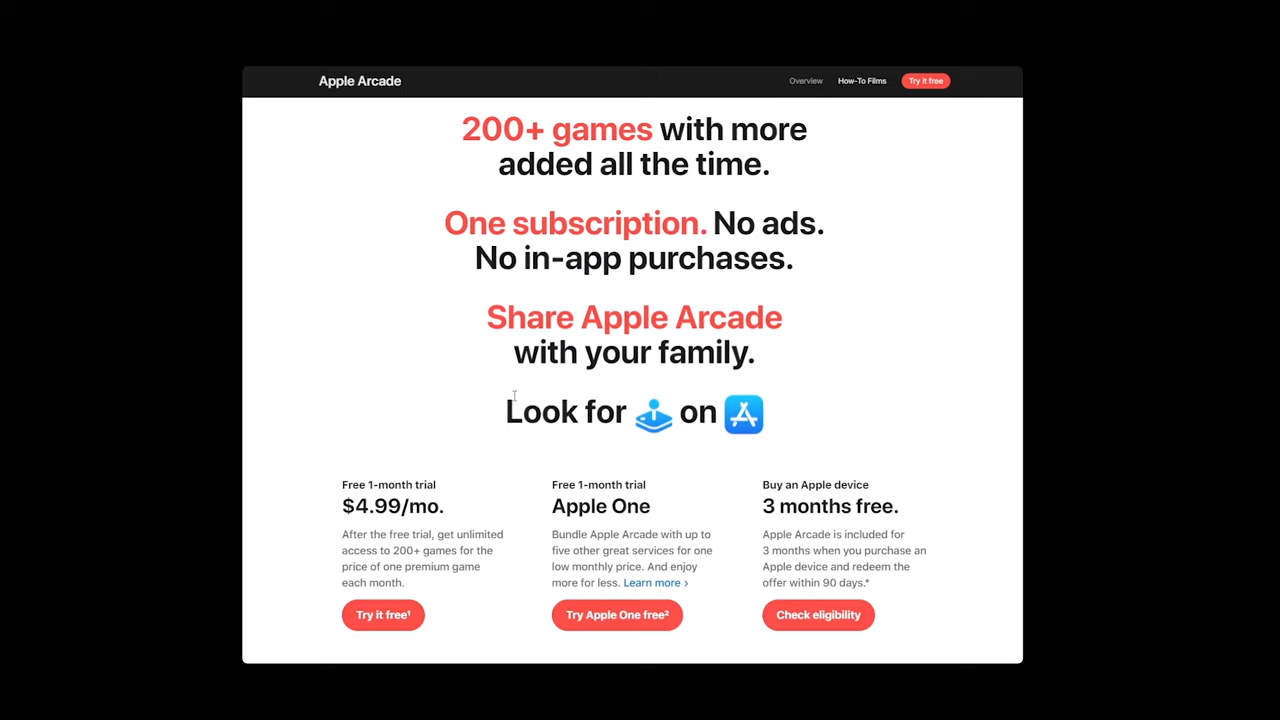 Apple Arcade
Overview
How-To Films
Try it free
200+ games with more
added all the time.
One subscription. No ads.
No in-app purchases.
Share Apple Arcade
with your family.
Look for on
Free 1-month trial
$4.99/mo.
After the free trial, get unlimited
access to 200+ games for the
price of one premium game
each month.
Try it free¹
Free 1-month trial
Apple One
Bundle Apple Arcade with up to
five other great services for one
low monthly price. And enjoy
more for less. Learn more ›
Try Apple One free²
Buy an Apple device
3 months free.
Apple Arcade is included for
3 months when you purchase an
Apple device and redeem the
offer within 90 days.*
Check eligibility